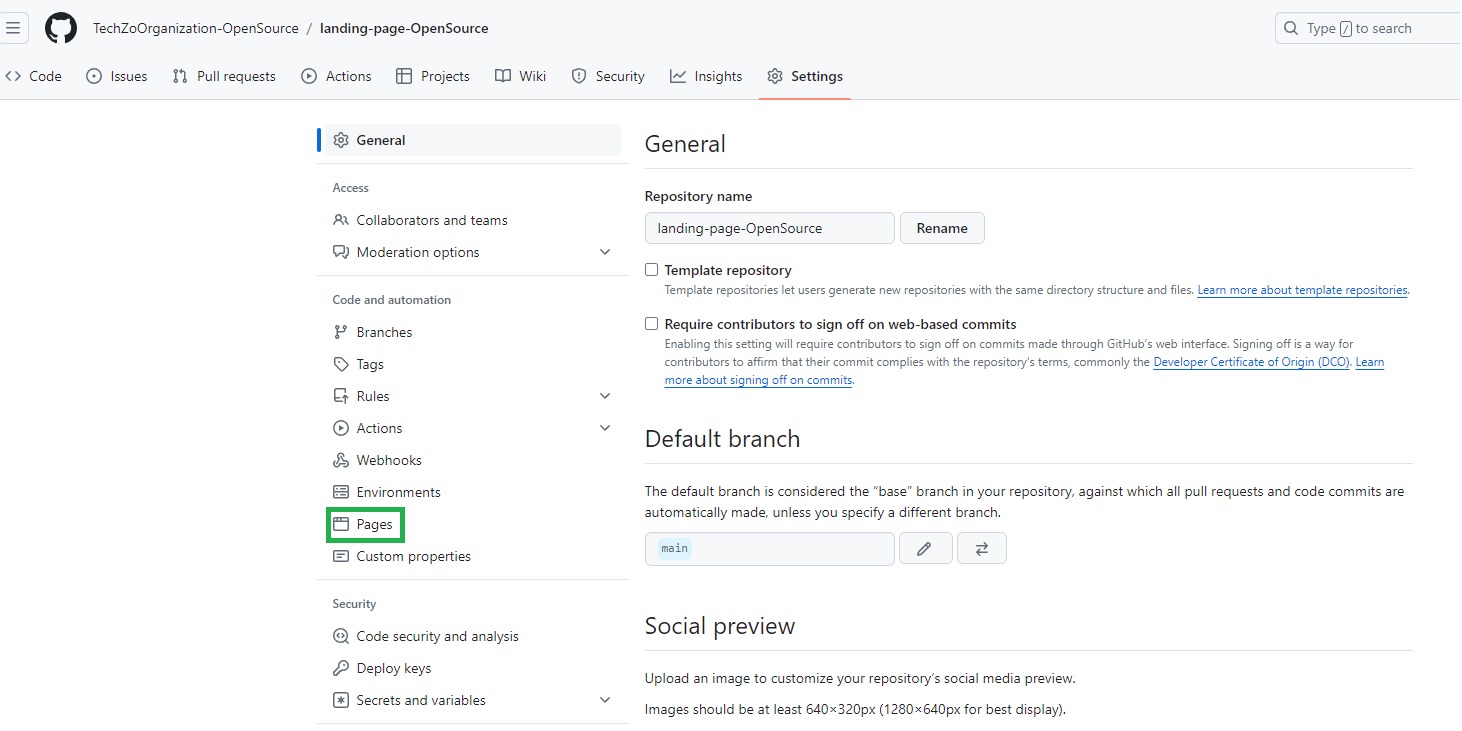 TechZoOrganization-OpenSource / landing-page-OpenSource
Type / to search
Code Issues Pull requests Actions Projects Wiki Security Insights Settings
General
Access
Collaborators and teams
Moderation options
Code and automation
Branches
Tags
Rules
Actions
Webhooks
Environments
Pages
Custom properties
Security
Code security and analysis
Deploy keys
Secrets and variables
General
Repository name
landing-page-OpenSource Rename
Template repository
Template repositories let users generate new repositories with the same directory structure and files. Learn more about template repositories.
Require contributors to sign off on web-based commits
Enabling this setting will require contributors to sign off on commits made through GitHub's web interface. Signing off is a way for
contributors to affirm that their commit complies with the repository's terms, commonly the Developer Certificate of Origin (DCO). Learn
more about signing off on commits.
Default branch
The default branch is considered the “base” branch in your repository, against which all pull requests and code commits are
automatically made, unless you specify a different branch.
main
Social preview
Upload an image to customize your repository's social media preview.
Images should be at least 640×320px (1280×640px for best display).